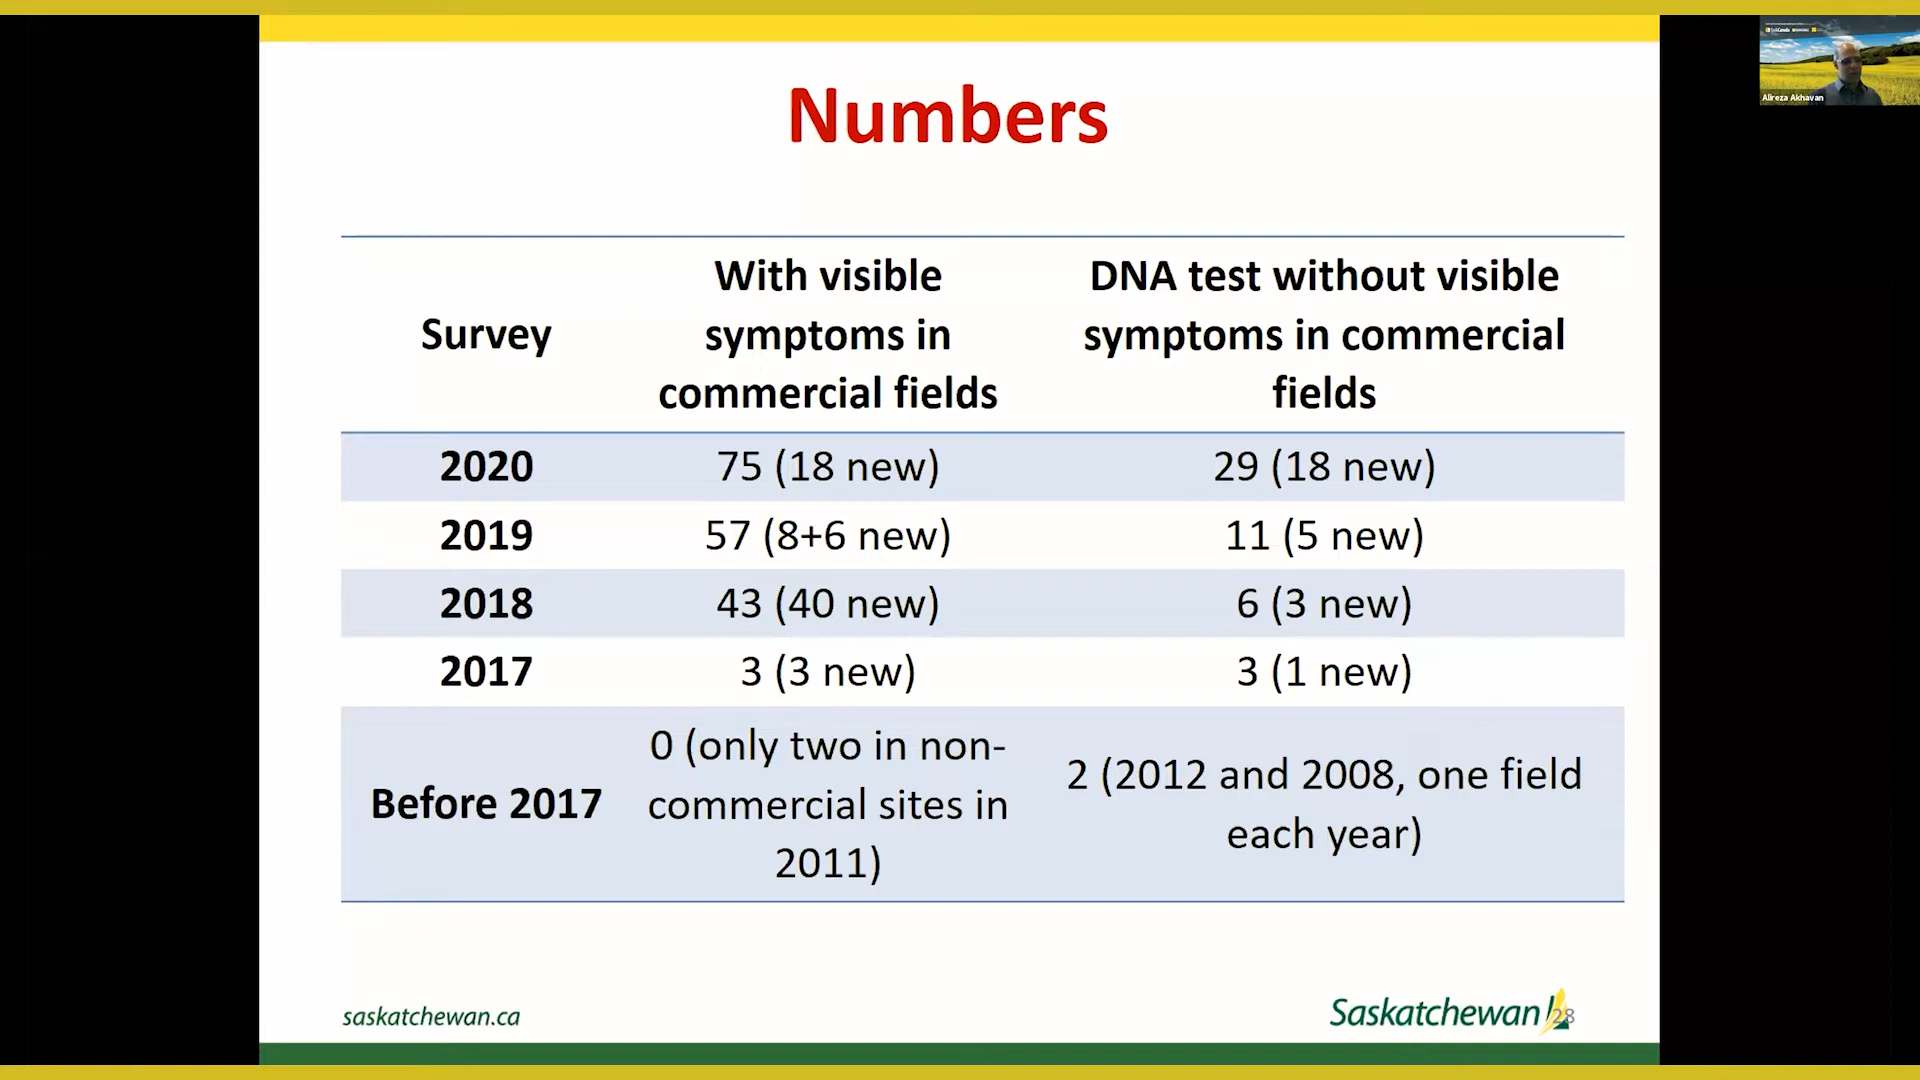 Numbers
Survey
With visible
symptoms in
commercial fields
DNA test without visible
symptoms in commercial
fields
2020
75 (18 new)
29 (18 new)
2019
57 (8+6 new)
11 (5 new)
2018
43 (40 new)
6 (3 new)
2017
3 (3 new)
3 (1 new)
Before 2017
0 (only two in non-
commercial sites in
2011)
2 (2012 and 2008, one field
each year)
saskatchewan.ca
Saskatchewan
28
Alireza Akhavan